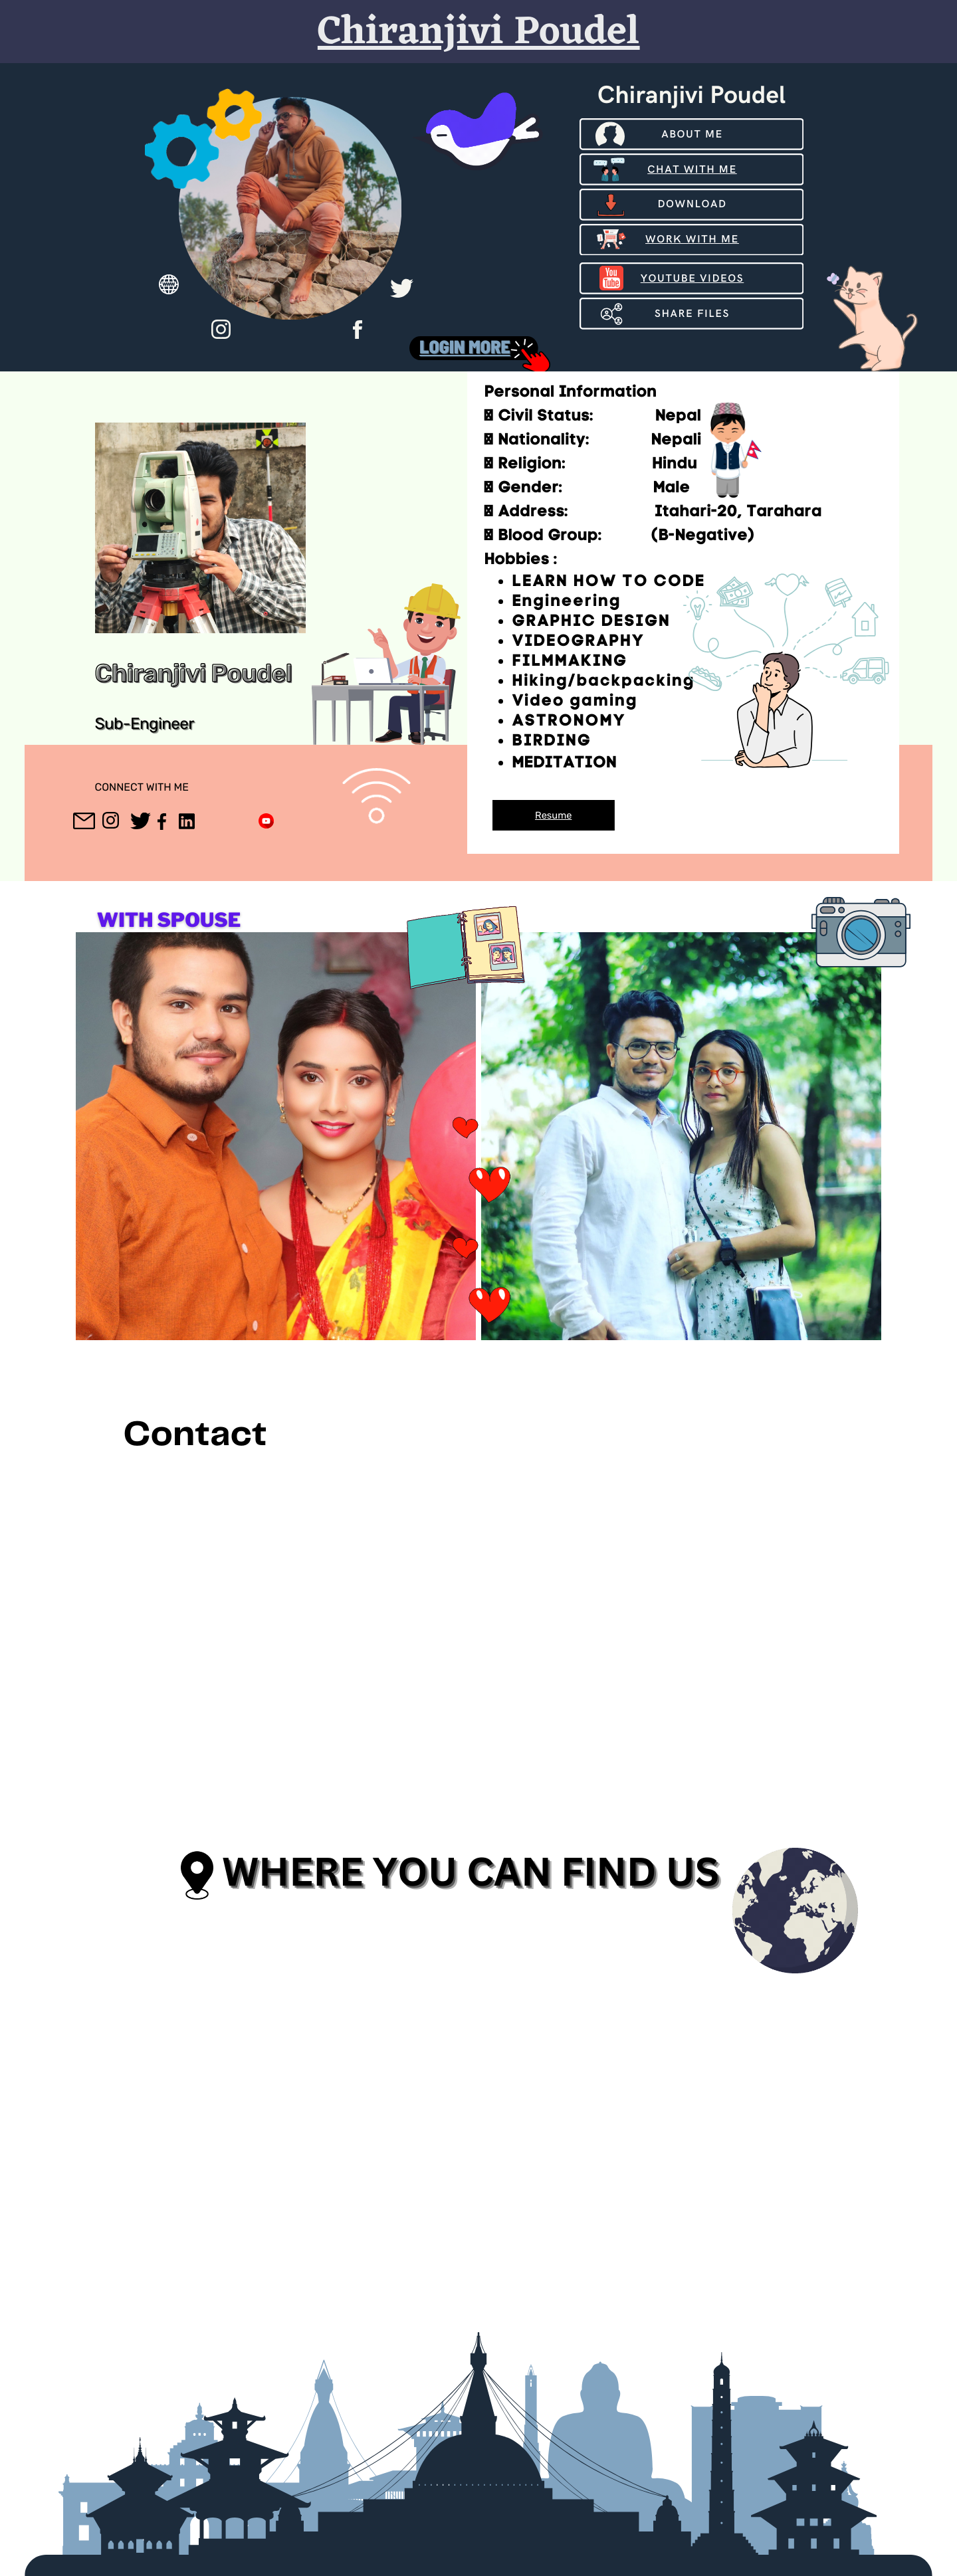 Chiranjivi Poudel
Chiranjivi Poudel
ABOUT ME
CHAT WITH ME
DOWNLOAD
WORK WITH ME
You Tube YOUTUBE VIDEOS
SHARE FILES
LOGIN MORE
Personal Information
Civil Status: Nepal
Nationality: Nepali
Religion: Hindu
Gender: Male
Address: Itahari-20, Tarahara
Blood Group: (B-Negative)
Hobbies :
• LEARN HOW TO CODE
• Engineering
• GRAPHIC DESIGN
• VIDEOGRAPHY
• FILMMAKING
• Hiking/backpacking
• Video gaming
• ASTRONOMY
• BIRDING
• MEDITATION
Resume
Chiranjivi Poudel
Sub-Engineer
CONNECT WITH ME
WITH SPOUSE
Contact
WHERE YOU CAN FIND US